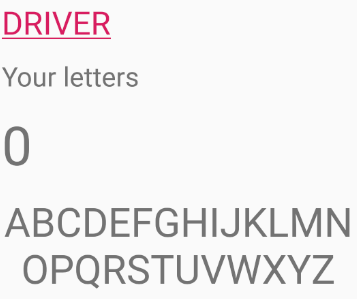 DRIVER
Your letters
0
ABCDEFGHIJKLMN
OPQRSTUVWXYZ